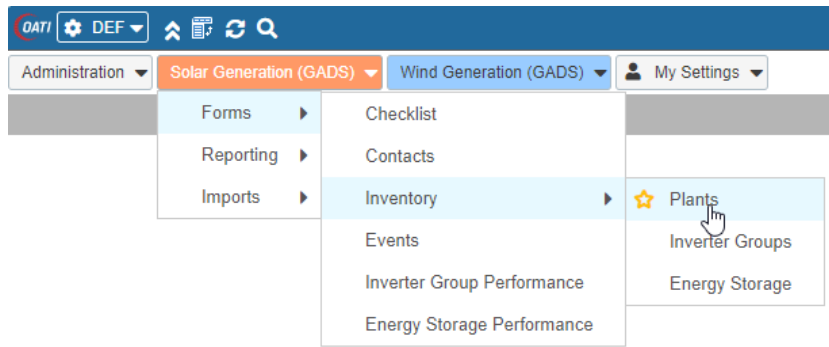 OATI DEF
Administration Solar Generation (GADS) Wind Generation (GADS) My Settings
Forms Checklist
Reporting Contacts
Imports Inventory Plants
Events Inverter Groups
Inverter Group Performance Energy Storage
Energy Storage Performance